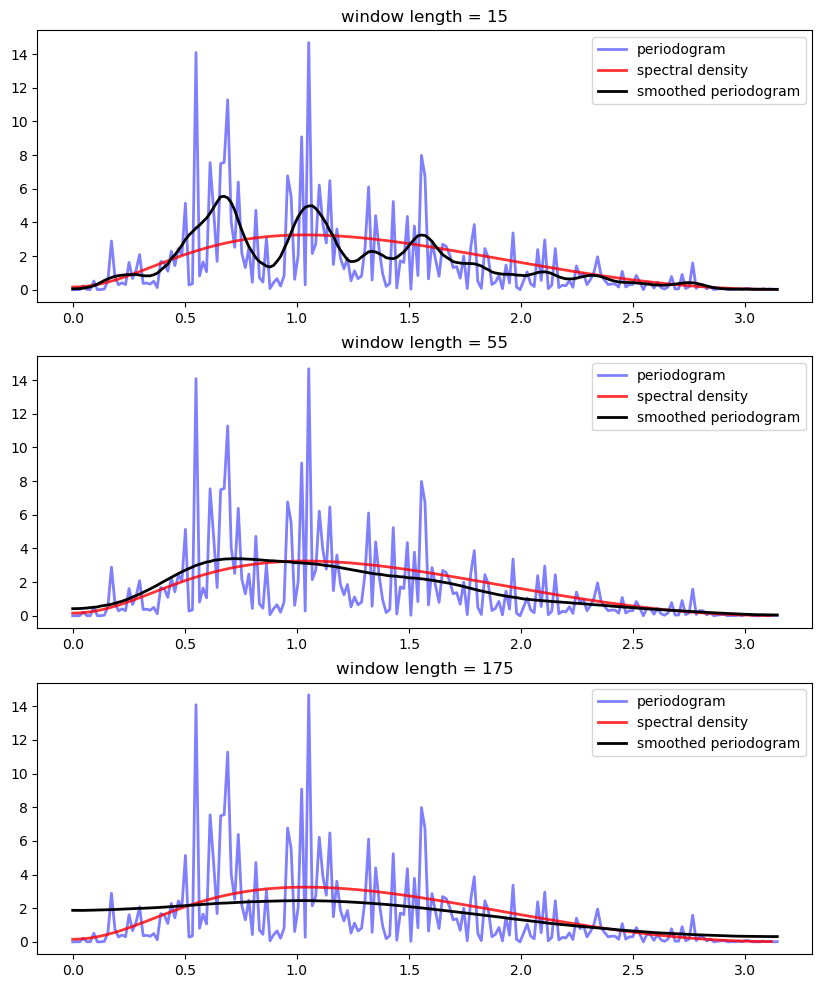 window length = 15
14
12
10
8
6
4
2
0
periodogram
spectral density
smoothed periodogram
0.0 0.5 1.0 1.5 2.0 2.5 3.0
window length = 55
14
12
10
8
6
4
2
0
periodogram
spectral density
smoothed periodogram
0.0 0.5 1.0 1.5 2.0 2.5 3.0
window length = 175
14
12
10
8
6
4
2
0
periodogram
spectral density
smoothed periodogram
0.0 0.5 1.0 1.5 2.0 2.5 3.0